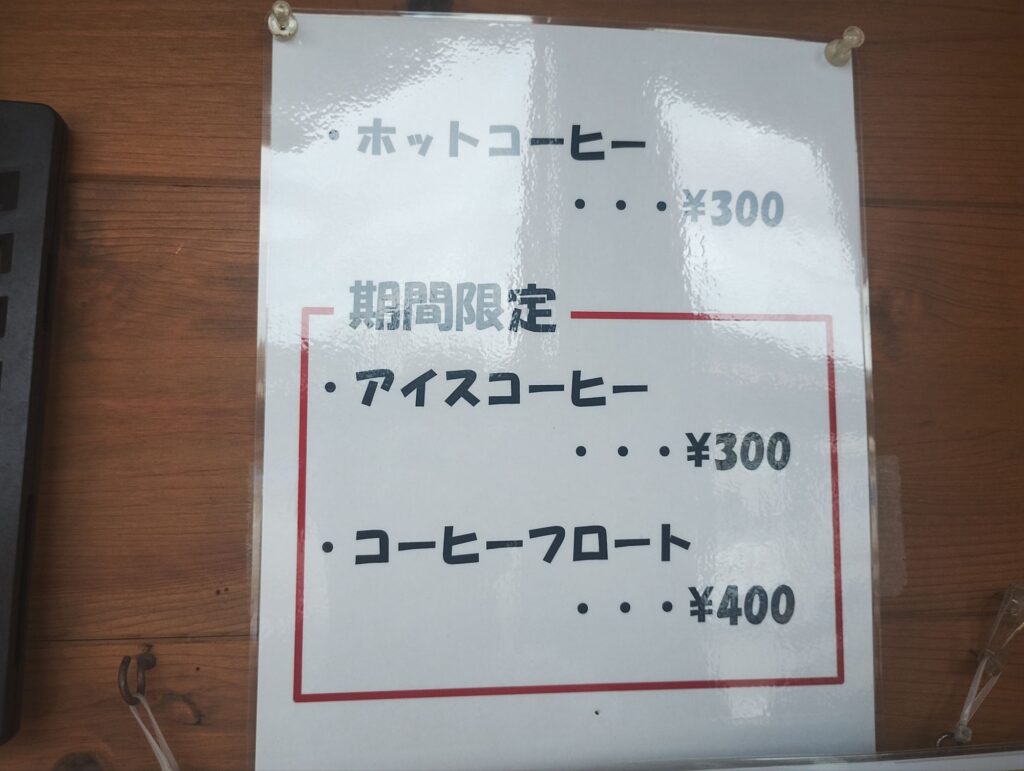 ・ホットコーヒー
・・・¥300
期間限定
・アイスコーヒー
・・・¥300
・コーヒーフロート
・・・¥400